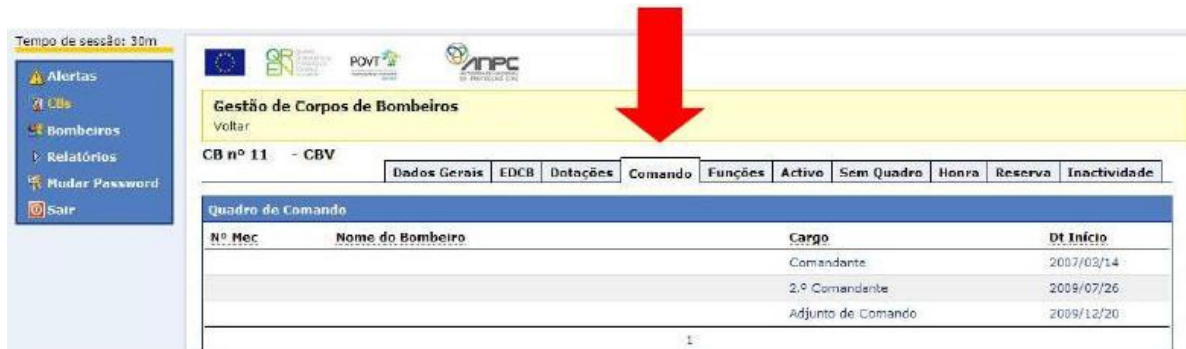 Tempo de sessão: 30m
Alertas
CBs
Bombeiros
Relatórios
Mudar Password
Sair
QR
EN
POVT
ANPC
Gestão de Corpos de Bombeiros
Voltar
CB nº 11 - CBV
Dados Gerais EDCB Dotações Comando Funções Activo Sem Quadro Honra Reserva Inactividade
Quadro de Comando
Nº Mec Nome do Bombeiro Cargo Dt Início
Comandante 2007/03/14
2.º Comandante 2009/07/26
Adjunto de Comando 2009/12/20
1